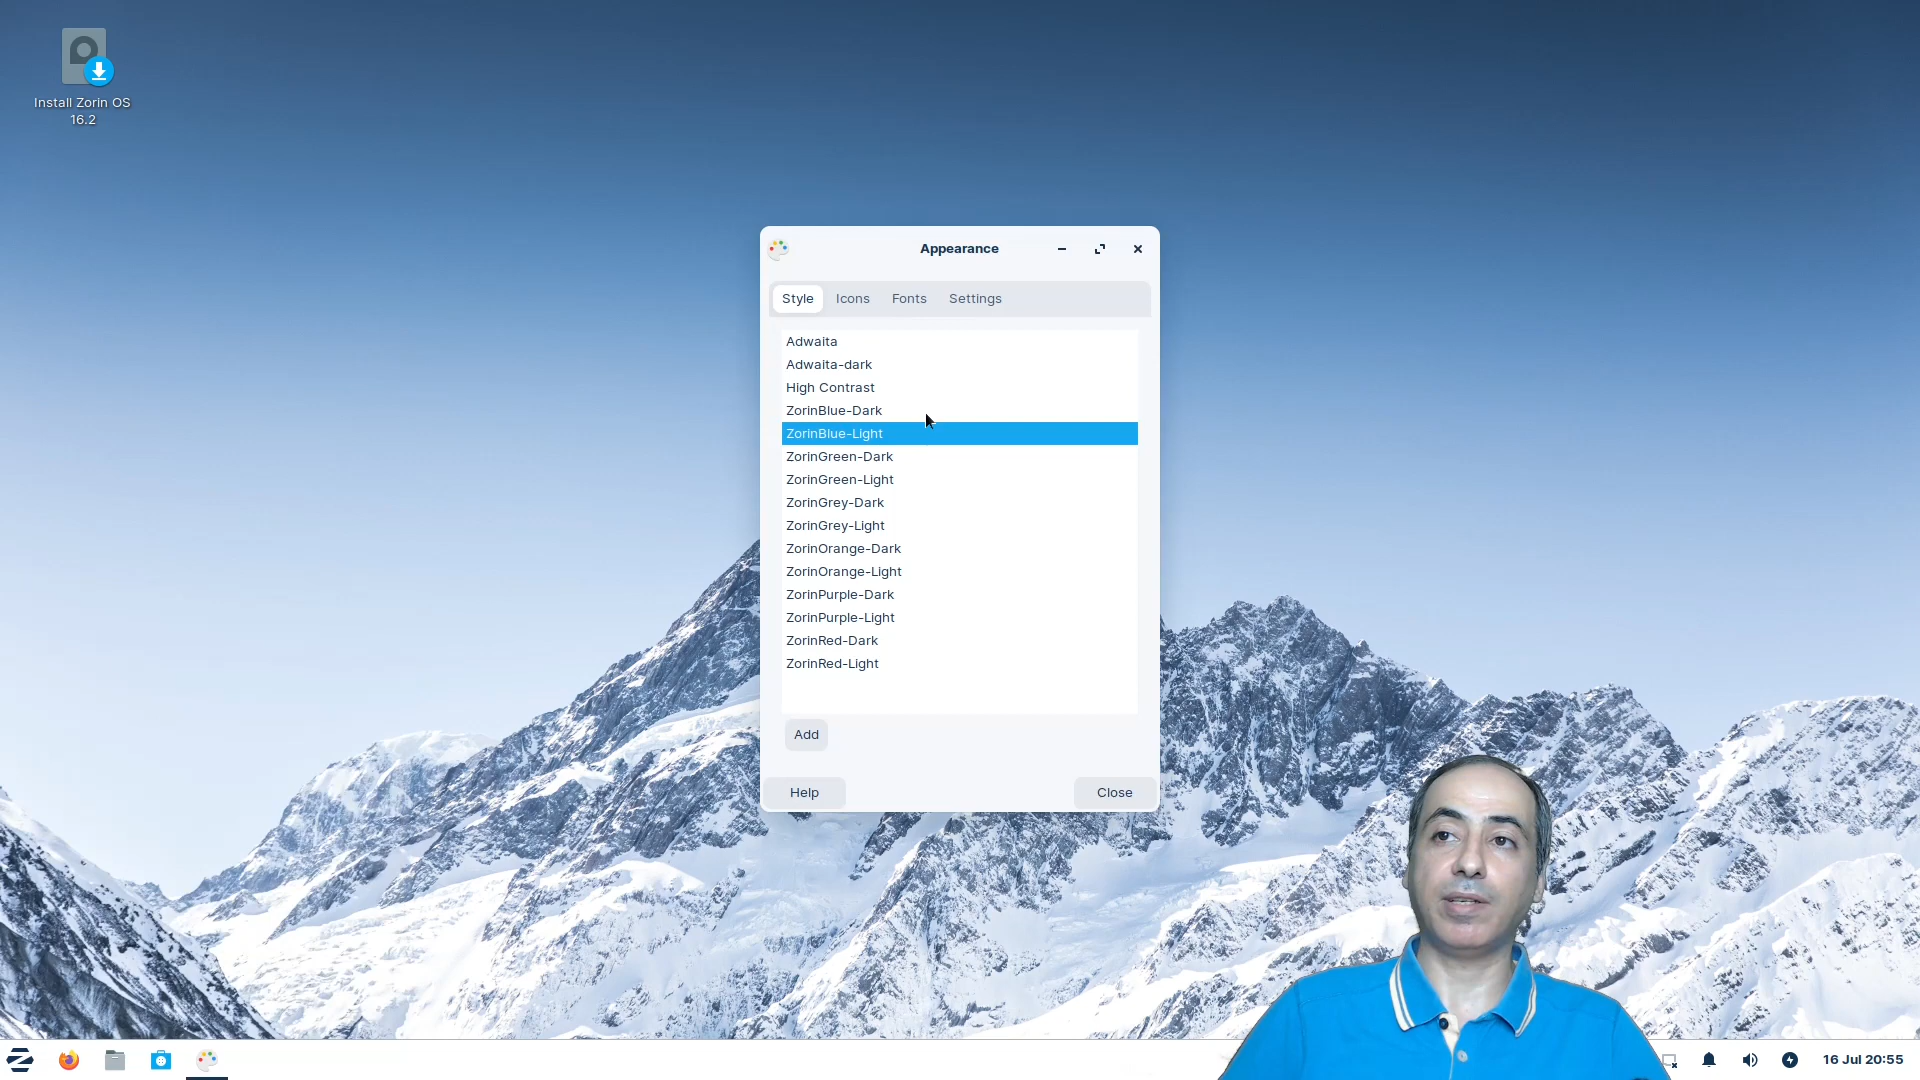 Install Zorin OS
16.2
Appearance
Style Icons Fonts Settings
Adwaita
Adwaita-dark
High Contrast
ZorinBlue-Dark
ZorinBlue-Light
ZorinGreen-Dark
ZorinGreen-Light
ZorinGrey-Dark
ZorinGrey-Light
ZorinOrange-Dark
ZorinOrange-Light
ZorinPurple-Dark
ZorinPurple-Light
ZorinRed-Dark
ZorinRed-Light
Add
Help Close
16 Jul 20:55